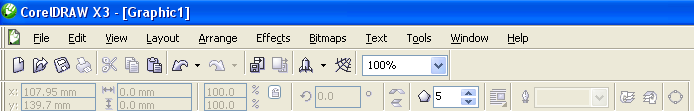 CorelDRAW X3 - [Graphic1]
File Edit View Layout Arrange Effects Bitmaps Text Tools Window Help
100%
x: 107.95 mm 0.0 mm 100.0 % 0.0 ° 5
y: 139.7 mm 0.0 mm 100.0 %